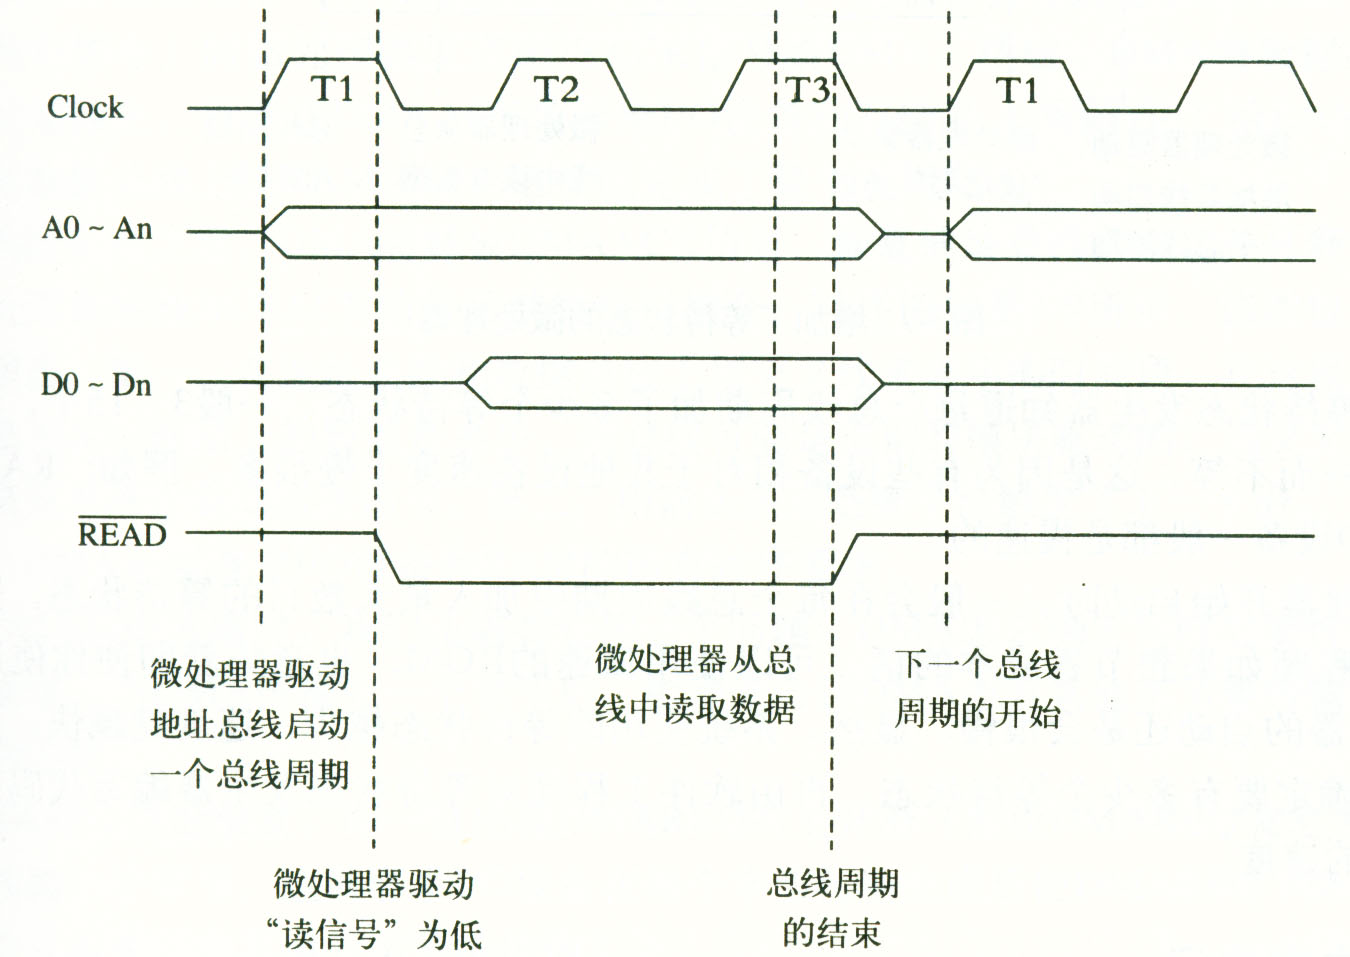 Clock
T1
T2
T3
T1
A0 ~ An
D0 ~ Dn
READ
微处理器驱动
地址总线启动
一个总线周期
微处理器从总
线中读取数据
下一个总线
周期的开始
微处理器驱动
“读信号”为低
总线周期
的结束